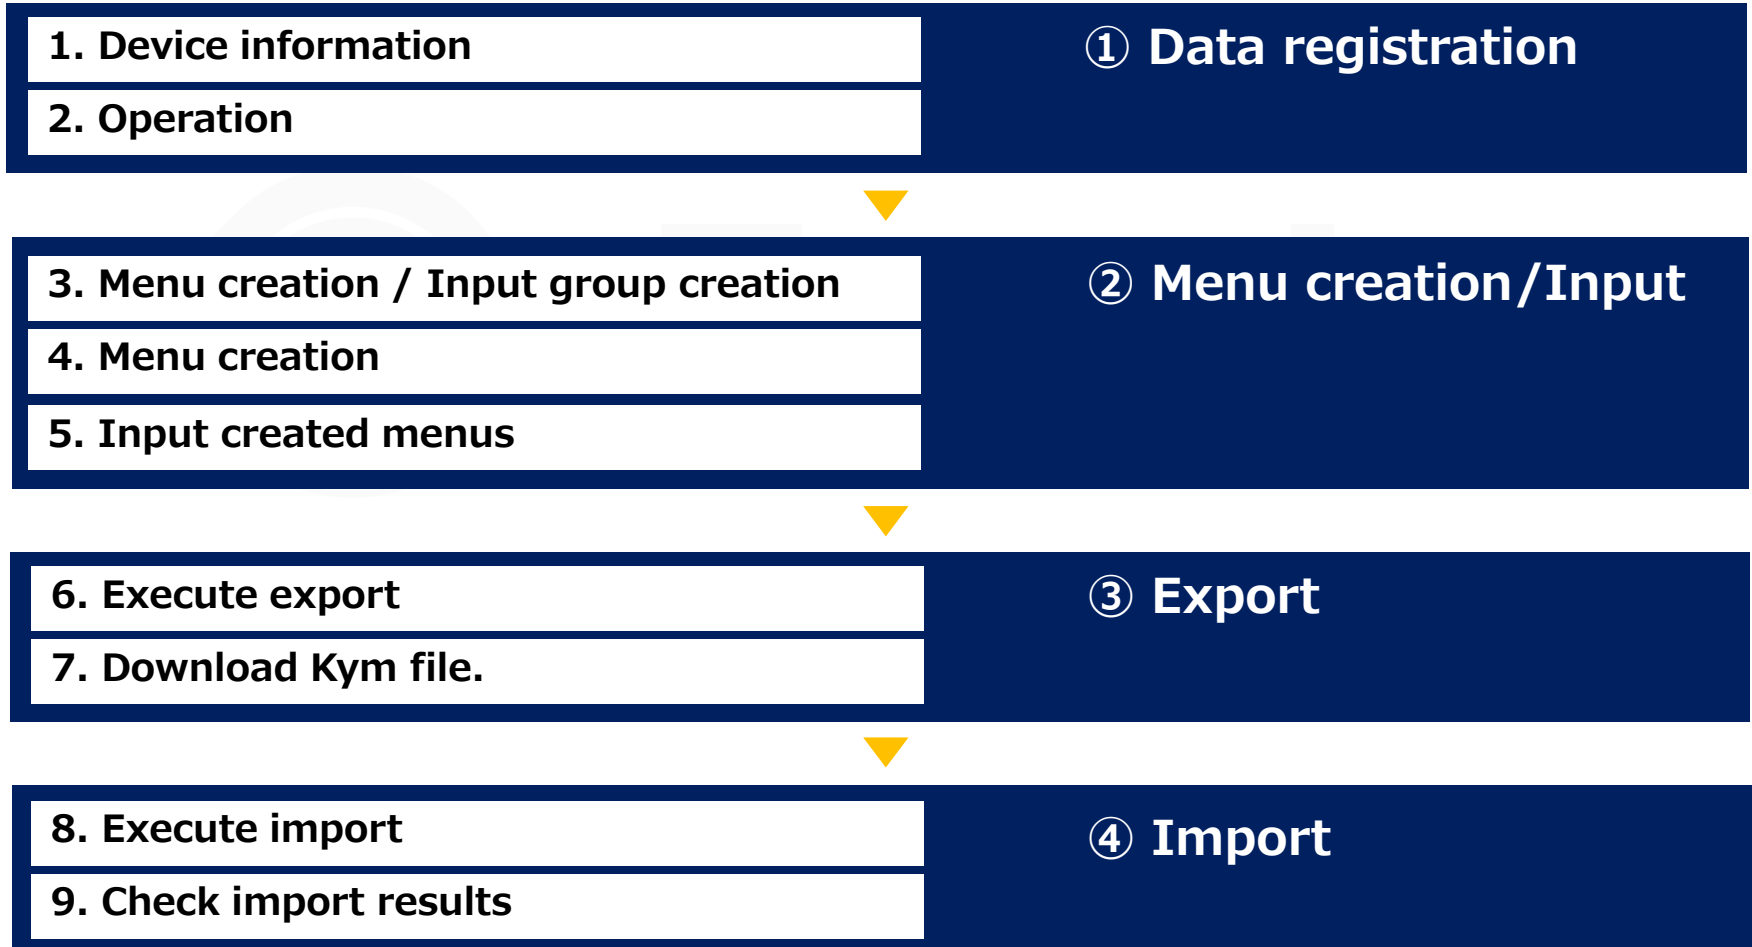 1. Device information
① Data registration
2. Operation
3. Menu creation / Input group creation
② Menu creation/Input
4. Menu creation
5. Input created menus
6. Execute export
③ Export
7. Download Kym file.
8. Execute import
④ Import
9. Check import results